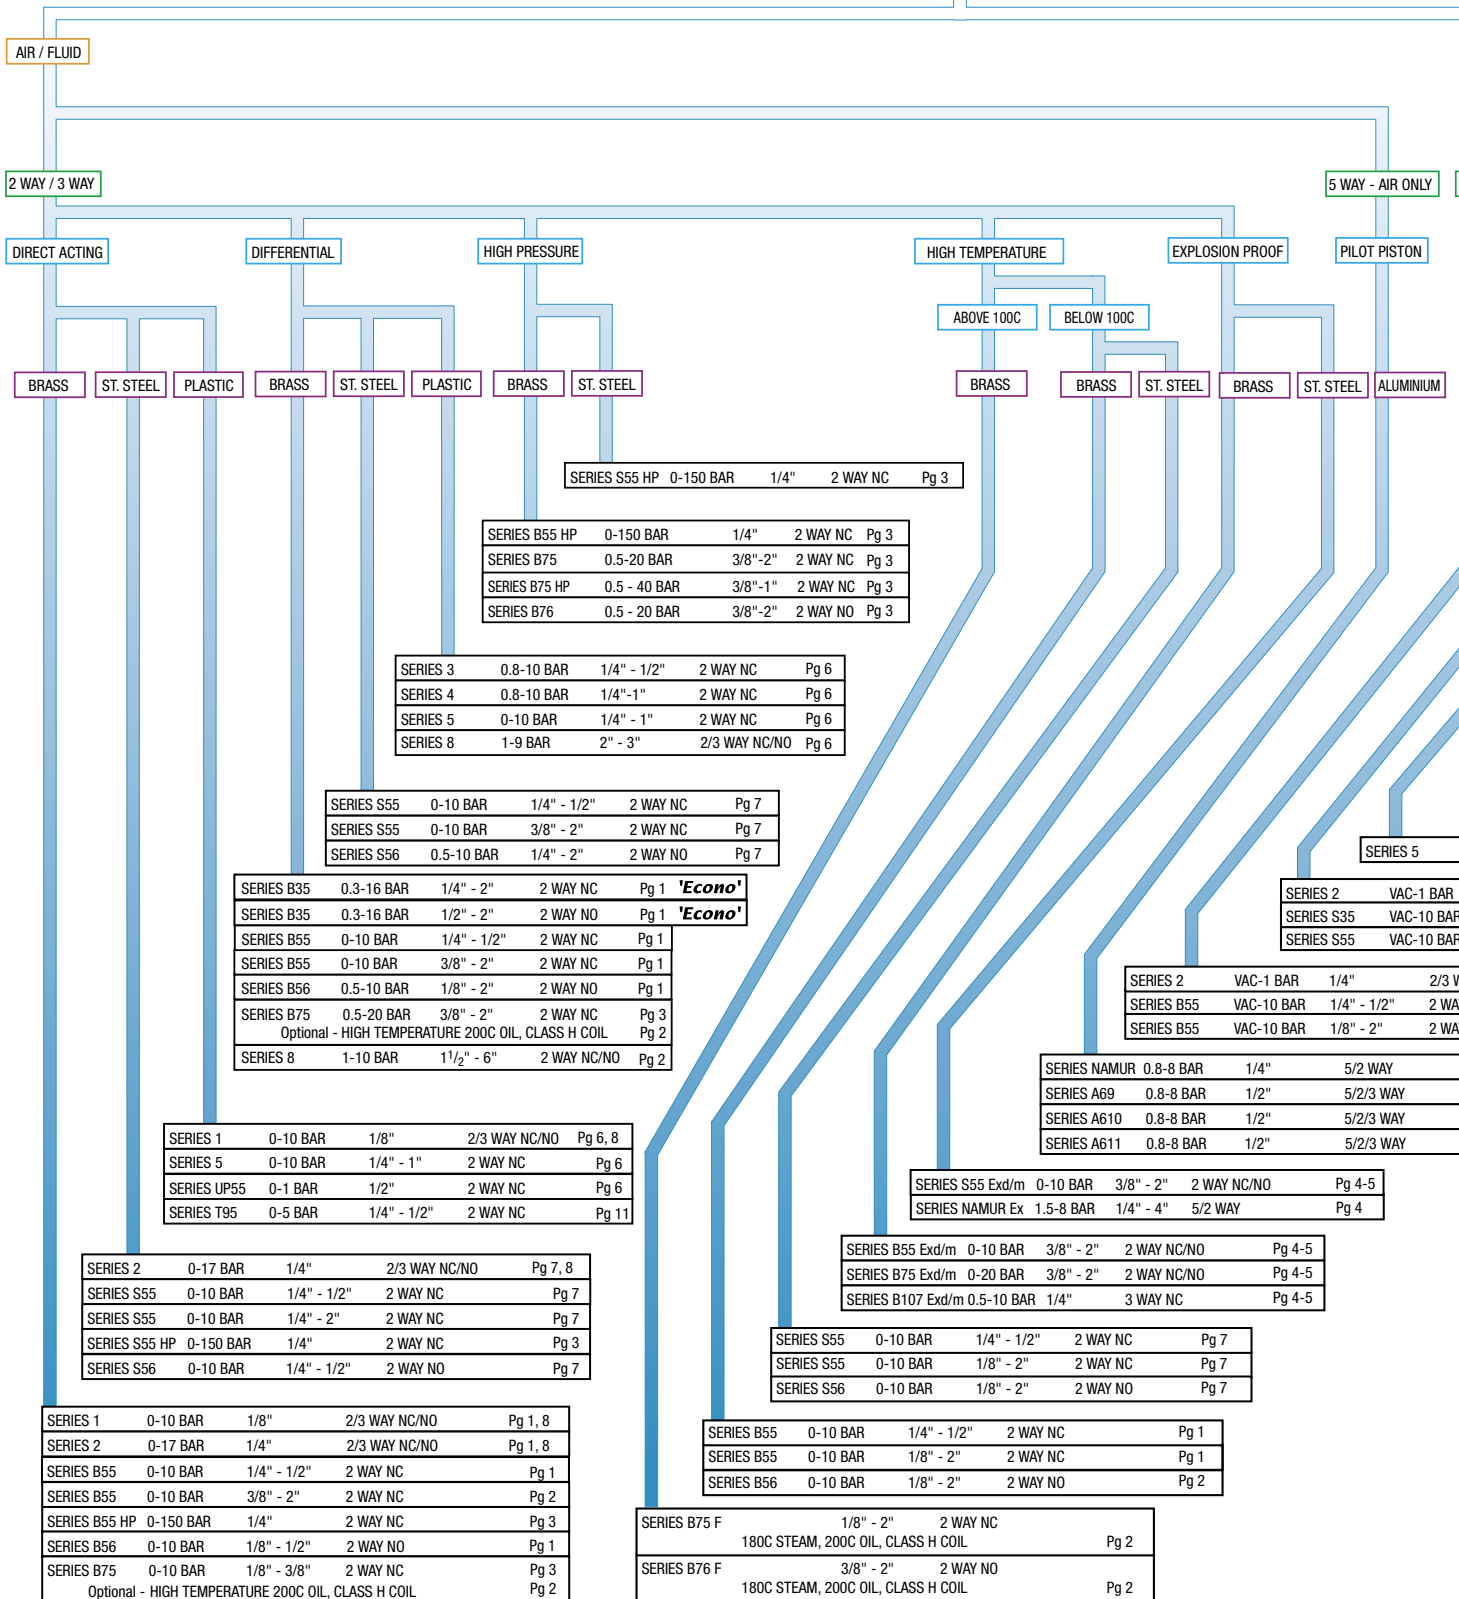 AIR / FLUID
2 WAY / 3 WAY
5 WAY - AIR ONLY
DIRECT ACTING
DIFFERENTIAL
HIGH PRESSURE
HIGH TEMPERATURE
EXPLOSION PROOF
PILOT PISTON
ABOVE 100C
BELOW 100C
BRASS
ST. STEEL
PLASTIC
BRASS
ST. STEEL
PLASTIC
BRASS
ST. STEEL
BRASS
BRASS
ST. STEEL
BRASS
ST. STEEL
ALUMINIUM
SERIES S55 HP 0-150 BAR 1/4" 2 WAY NC Pg 3
SERIES B55 HP 0-150 BAR 1/4" 2 WAY NC Pg 3
SERIES B75 0.5-20 BAR 3/8"-2" 2 WAY NC Pg 3
SERIES B75 HP 0.5 - 40 BAR 3/8"-1" 2 WAY NC Pg 3
SERIES B76 0.5 - 20 BAR 3/8"-2" 2 WAY NO Pg 3
SERIES 3 0.8-10 BAR 1/4" - 1/2" 2 WAY NC Pg 6
SERIES 4 0.8-10 BAR 1/4"-1" 2 WAY NC Pg 6
SERIES 5 0-10 BAR 1/4" - 1" 2 WAY NC Pg 6
SERIES 8 1-9 BAR 2" - 3" 2/3 WAY NC/NO Pg 6
SERIES S55 0-10 BAR 1/4" - 1/2" 2 WAY NC Pg 7
SERIES S55 0-10 BAR 3/8" - 2" 2 WAY NC Pg 7
SERIES S56 0.5-10 BAR 1/4" - 2" 2 WAY NO Pg 7
SERIES B35 0.3-16 BAR 1/4" - 2" 2 WAY NC Pg 1 'Econo'
SERIES B35 0.3-16 BAR 1/2" - 2" 2 WAY NO Pg 1 'Econo'
SERIES B55 0-10 BAR 1/4" - 1/2" 2 WAY NC Pg 1
SERIES B55 0-10 BAR 3/8" - 2" 2 WAY NC Pg 1
SERIES B56 0.5-10 BAR 1/8" - 2" 2 WAY NO Pg 1
SERIES B75 0.5-20 BAR 3/8" - 2" 2 WAY NC Pg 3
Optional - HIGH TEMPERATURE 200C OIL, CLASS H COIL Pg 2
SERIES 8 1-10 BAR 1 1/2" - 6" 2 WAY NC/NO Pg 2
SERIES 5
SERIES 2 VAC-1 BAR
SERIES S35 VAC-10 BAR
SERIES S55 VAC-10 BAR
SERIES 2 VAC-1 BAR 1/4" 2/3 W
SERIES B55 VAC-10 BAR 1/4" - 1/2" 2 WA
SERIES B55 VAC-10 BAR 1/8" - 2" 2 WA
SERIES NAMUR 0.8-8 BAR 1/4" 5/2 WAY
SERIES A69 0.8-8 BAR 1/2" 5/2/3 WAY
SERIES A610 0.8-8 BAR 1/2" 5/2/3 WAY
SERIES A611 0.8-8 BAR 1/2" 5/2/3 WAY
SERIES 1 0-10 BAR 1/8" 2/3 WAY NC/NO Pg 6, 8
SERIES 5 0-10 BAR 1/4" - 1" 2 WAY NC Pg 6
SERIES UP55 0-1 BAR 1/2" 2 WAY NC Pg 6
SERIES T95 0-5 BAR 1/4" - 1/2" 2 WAY NC Pg 11
SERIES S55 Exd/m 0-10 BAR 3/8" - 2" 2 WAY NC/NO Pg 4-5
SERIES NAMUR Ex 1.5-8 BAR 1/4" - 4" 5/2 WAY Pg 4
SERIES B55 Exd/m 0-10 BAR 3/8" - 2" 2 WAY NC/NO Pg 4-5
SERIES B75 Exd/m 0-20 BAR 3/8" - 2" 2 WAY NC/NO Pg 4-5
SERIES B107 Exd/m 0.5-10 BAR 1/4" 3 WAY NC Pg 4-5
SERIES 2 0-17 BAR 1/4" 2/3 WAY NC/NO Pg 7, 8
SERIES S55 0-10 BAR 1/4" - 1/2" 2 WAY NC Pg 7
SERIES S55 0-10 BAR 1/4" - 2" 2 WAY NC Pg 7
SERIES S55 HP 0-150 BAR 1/4" 2 WAY NC Pg 3
SERIES S56 0-10 BAR 1/4" - 1/2" 2 WAY NO Pg 7
SERIES S55 0-10 BAR 1/4" - 1/2" 2 WAY NC Pg 7
SERIES S55 0-10 BAR 1/8" - 2" 2 WAY NC Pg 7
SERIES S56 0-10 BAR 1/8" - 2" 2 WAY NO Pg 7
SERIES 1 0-10 BAR 1/8" 2/3 WAY NC/NO Pg 1, 8
SERIES 2 0-17 BAR 1/4" 2/3 WAY NC/NO Pg 1, 8
SERIES B55 0-10 BAR 1/4" - 1/2" 2 WAY NC Pg 1
SERIES B55 0-10 BAR 3/8" - 2" 2 WAY NC Pg 2
SERIES B55 HP 0-150 BAR 1/4" 2 WAY NC Pg 3
SERIES B56 0-10 BAR 1/8" - 1/2" 2 WAY NO Pg 1
SERIES B75 0-10 BAR 1/8" - 3/8" 2 WAY NC Pg 3
Optional - HIGH TEMPERATURE 200C OIL, CLASS H COIL Pg 2
SERIES B55 0-10 BAR 1/4" - 1/2" 2 WAY NC Pg 1
SERIES B55 0-10 BAR 1/8" - 2" 2 WAY NC Pg 1
SERIES B56 0-10 BAR 1/8" - 2" 2 WAY NO Pg 2
SERIES B75 F 1/8" - 2" 2 WAY NC
180C STEAM, 200C OIL, CLASS H COIL Pg 2
SERIES B76 F 3/8" - 2" 2 WAY NO
180C STEAM, 200C OIL, CLASS H COIL Pg 2